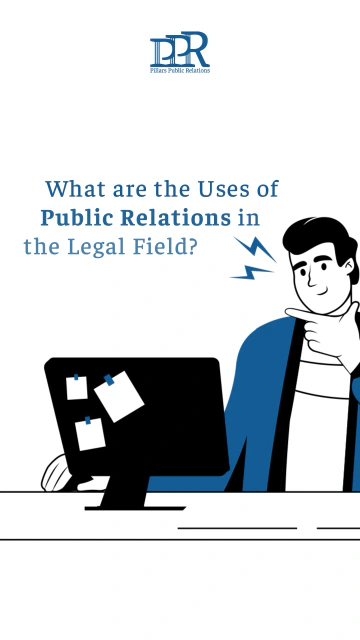 PPR
Pillars Public Relations
What are the Uses of
Public Relations in
the Legal Field?